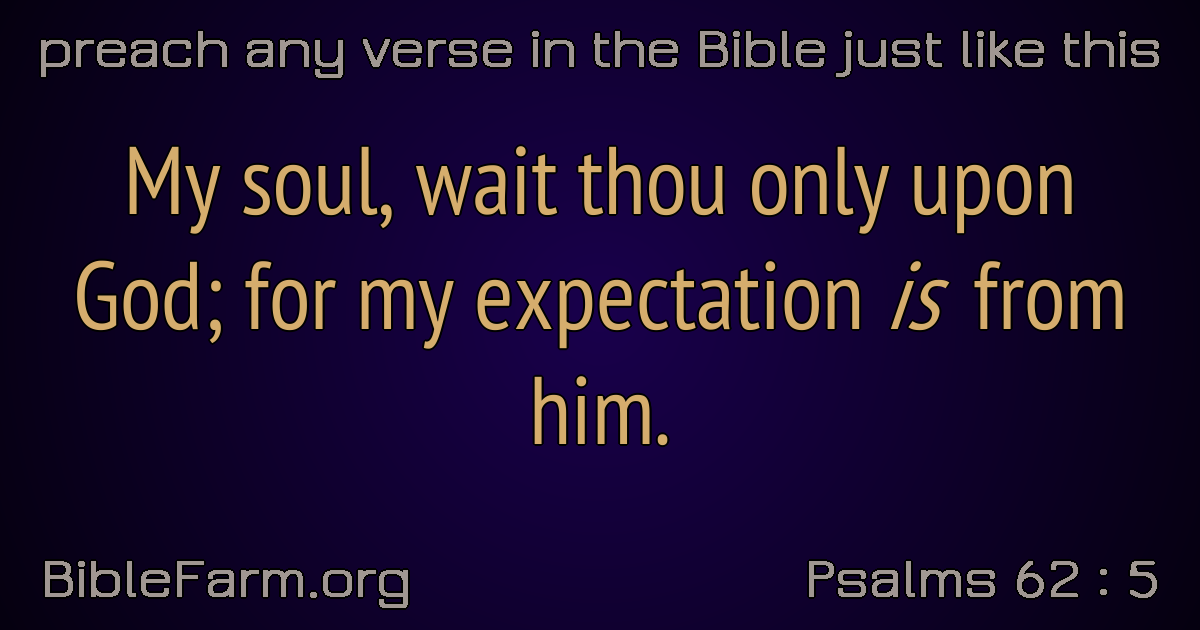 preach any verse in the Bible just like this
My soul, wait thou only upon
God; for my expectation is from
him.
BibleFarm.org
Psalms 62 : 5